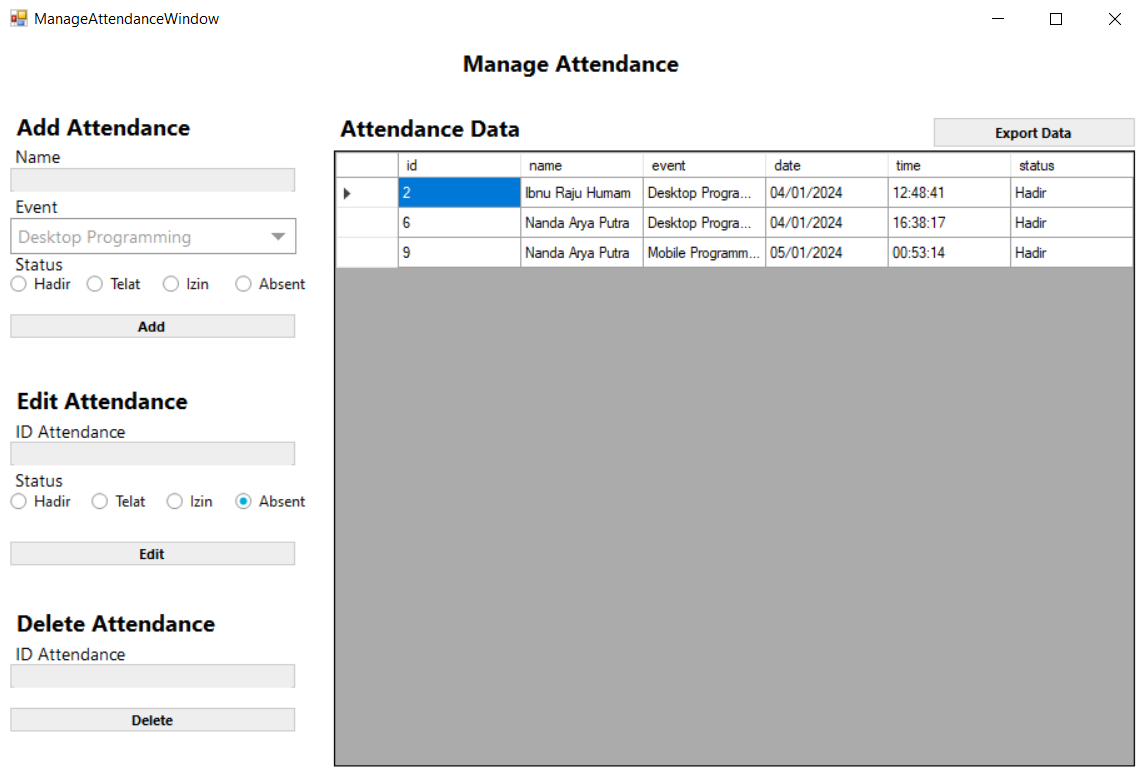 ManageAttendanceWindow
Manage Attendance
Add Attendance
Name
Event
Desktop Programming
Status
Hadir Telat Izin Absent
Add
Edit Attendance
ID Attendance
Status
Hadir Telat Izin Absent
Edit
Delete Attendance
ID Attendance
Delete
Attendance Data
Export Data
id name event date time status
2 Ibnu Raju Humam Desktop Progra... 04/01/2024 12:48:41 Hadir
6 Nanda Arya Putra Desktop Progra... 04/01/2024 16:38:17 Hadir
9 Nanda Arya Putra Mobile Programm... 05/01/2024 00:53:14 Hadir